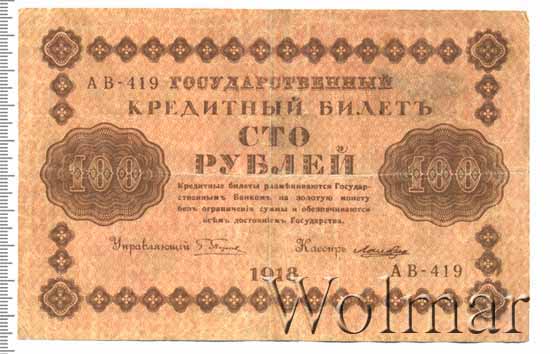 АВ-419 ГОСУДАРСТВЕННЫЙ
КРЕДИТНЫЙ БИЛЕТЪ
СТО
РУБЛЕЙ
100
100
Кредитные билеты размѣниваются Государ-
ственнымъ Банкомъ на золотую монету
безъ ограниченія суммы и обезпечиваются
всѣмъ достояніемъ Государства.
Управляющій
Кассиръ
1918
АВ-419
Wolmar